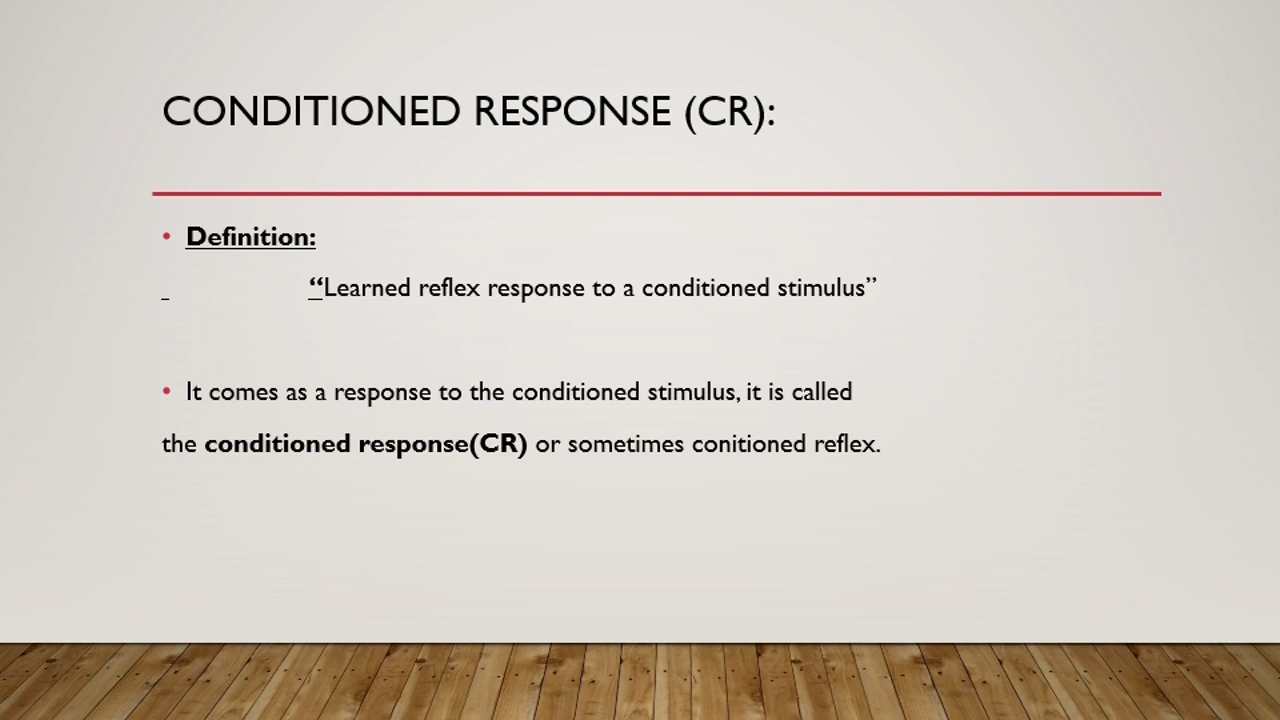 CONDITIONED RESPONSE (CR):
• Definition:
“Learned reflex response to a conditioned stimulus”
• It comes as a response to the conditioned stimulus, it is called
the conditioned response(CR) or sometimes conitioned reflex.